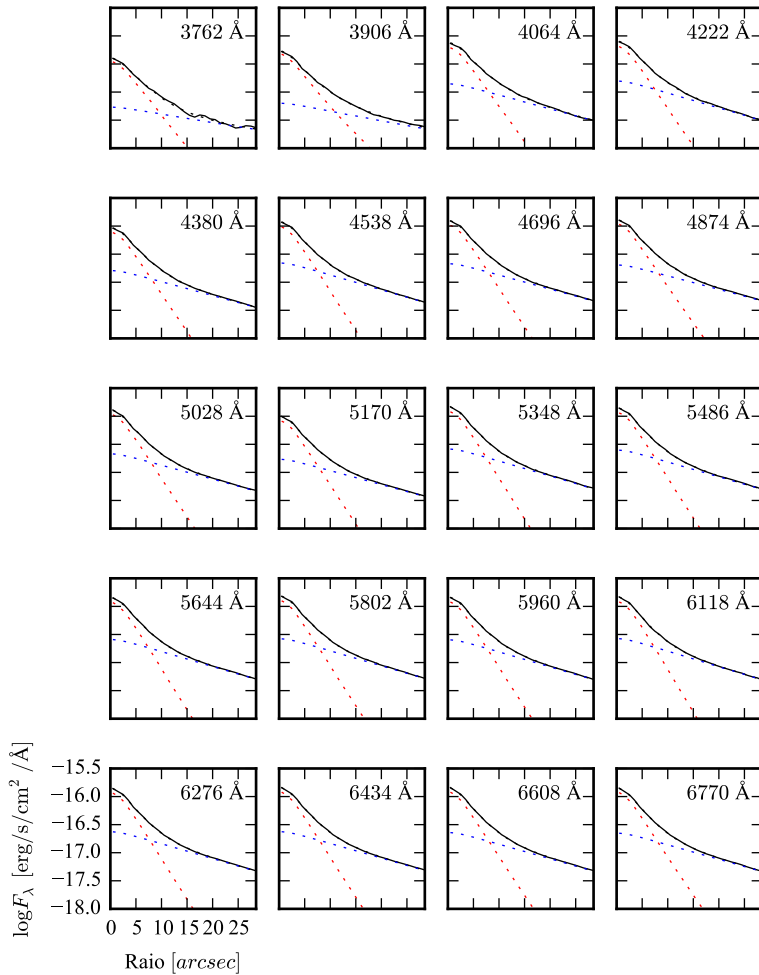 3762 Å 3906 Å 4064 Å 4222 Å
4380 Å 4538 Å 4696 Å 4874 Å
5028 Å 5170 Å 5348 Å 5486 Å
5644 Å 5802 Å 5960 Å 6118 Å
6276 Å 6434 Å 6608 Å 6770 Å
logF_λ [erg/s/cm² /Å]
−15.5
−16.0
−16.5
−17.0
−17.5
−18.0
0 5 10 15 20 25
Raio [arcsec]